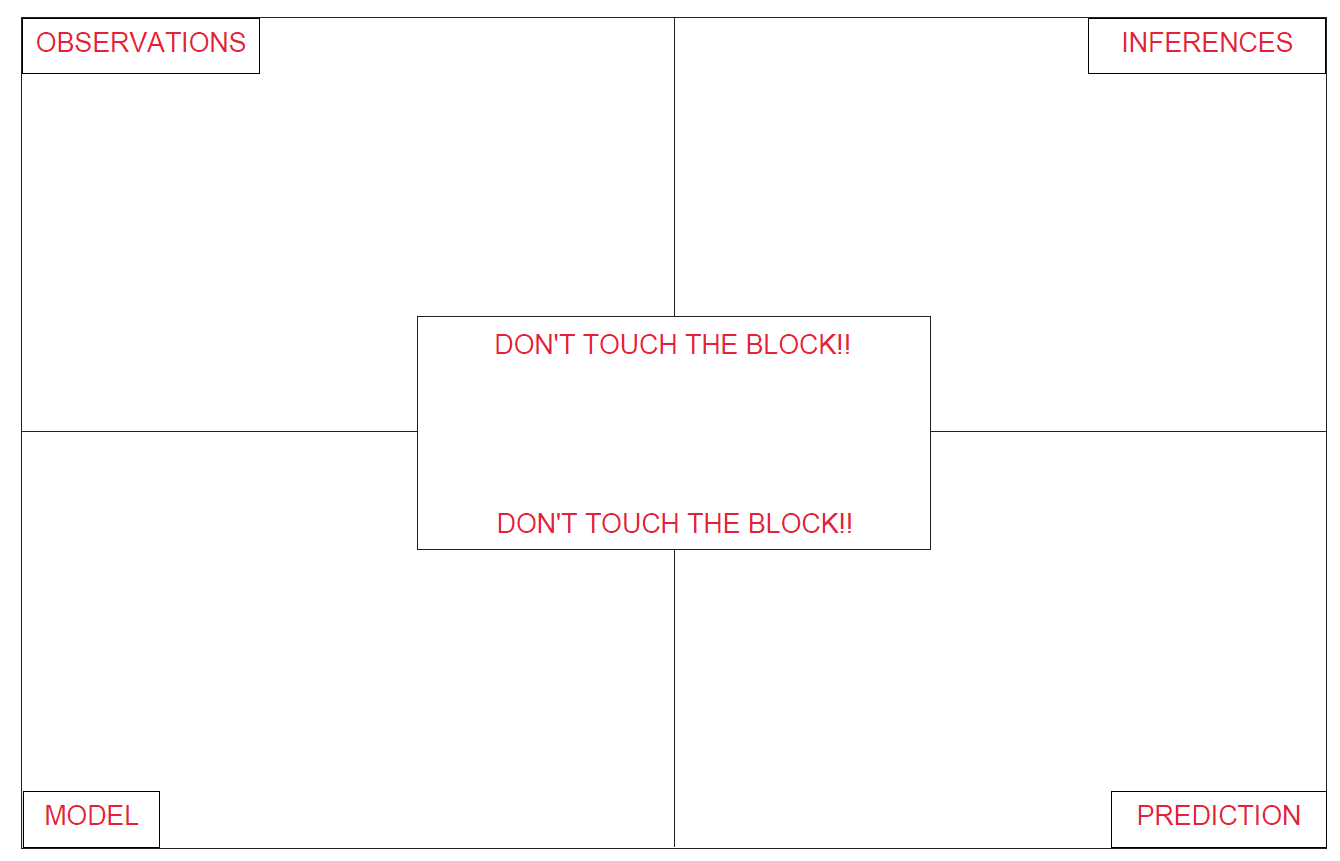 OBSERVATIONS
INFERENCES
DON'T TOUCH THE BLOCK!!
DON'T TOUCH THE BLOCK!!
MODEL
PREDICTION